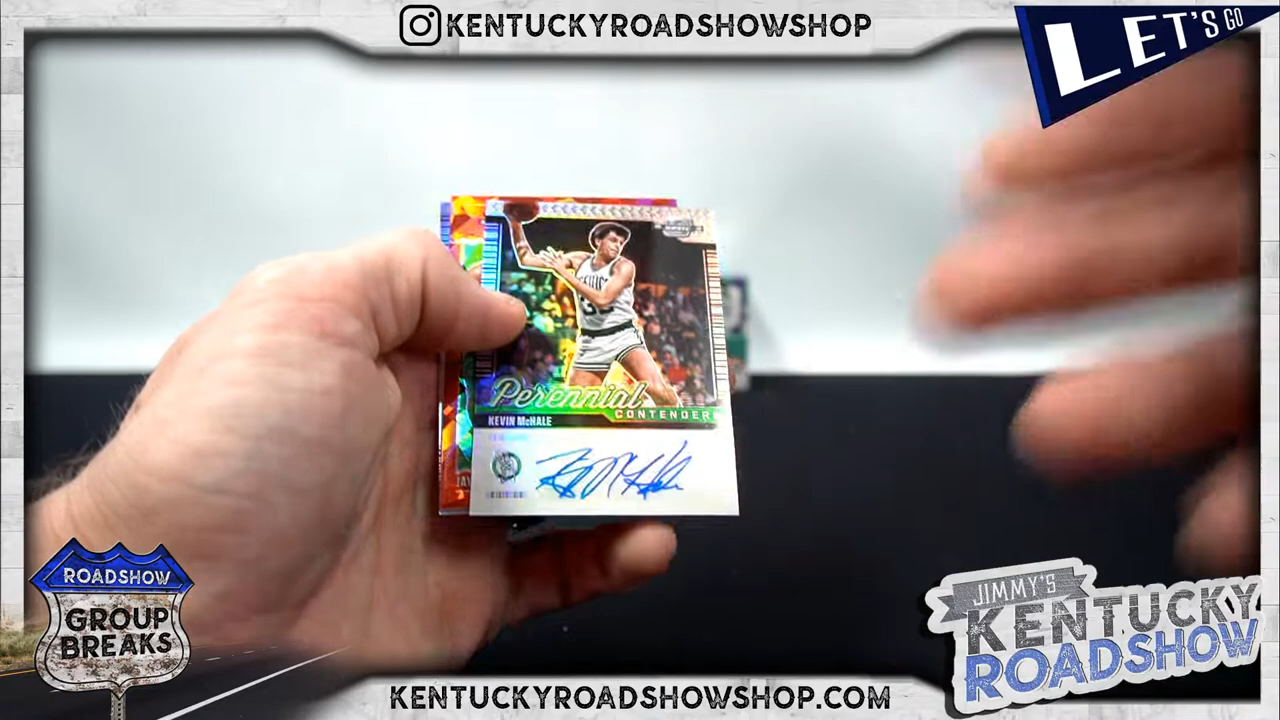 KENTUCKYROADSHOWSHOP
LET'S GO
Perennial
CONTENDER
KEVIN McHALE
ROADSHOW
GROUP
BREAKS
JIMMY'S
KENTUCKY
ROADSHOW
KENTUCKYROADSHOWSHOP.COM